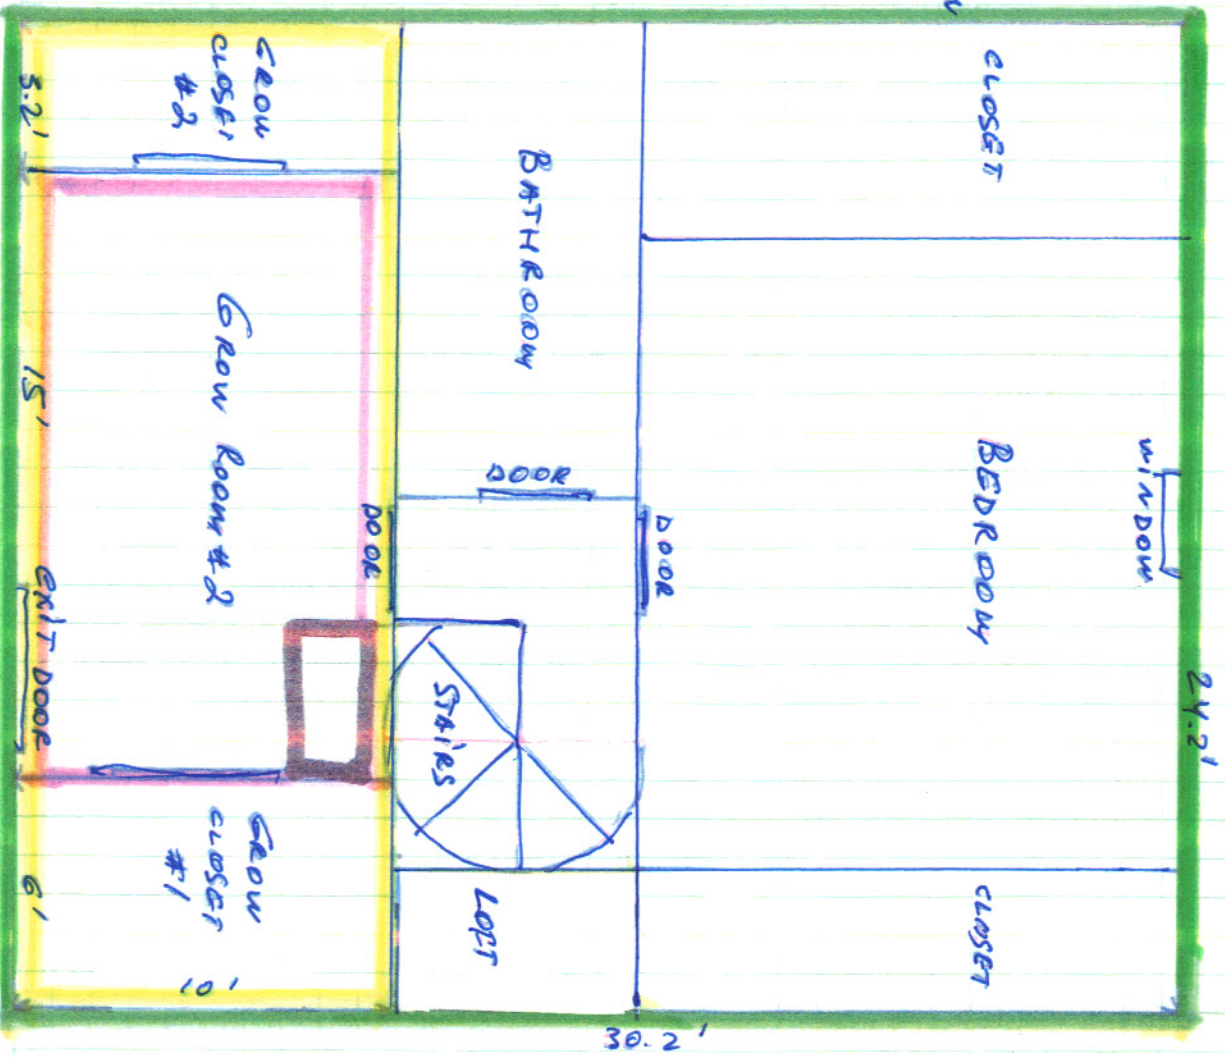 24.2'
WINDOW
CLOSET
BEDROOM
CLOSET
DOOR
30.2'
BATHROOM
DOOR
STAIRS
LOFT
DOOR
GROW
CLOSET
#2
GROW ROOM #2
GROW
CLOSET
#1
10'
EXIT DOOR
3.2'
15'
6'